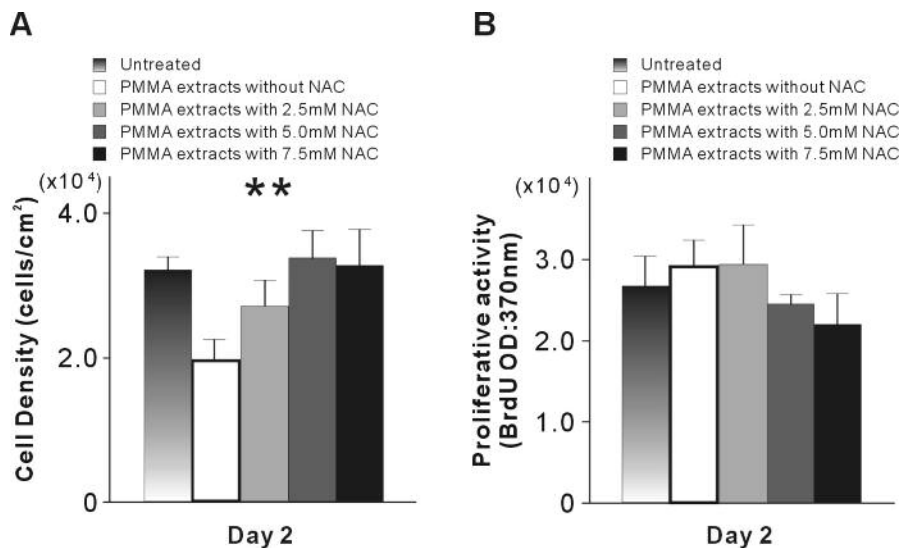 A
Untreated
PMMA extracts without NAC
PMMA extracts with 2.5mM NAC
PMMA extracts with 5.0mM NAC
PMMA extracts with 7.5mM NAC
(x10⁴)
**
4.0
2.0
0
Cell Density (cells/cm²)
Day 2
B
Untreated
PMMA extracts without NAC
PMMA extracts with 2.5mM NAC
PMMA extracts with 5.0mM NAC
PMMA extracts with 7.5mM NAC
(x10⁴)
3.0
2.0
1.0
0
Proliferative activity
(BrdU OD:370nm)
Day 2